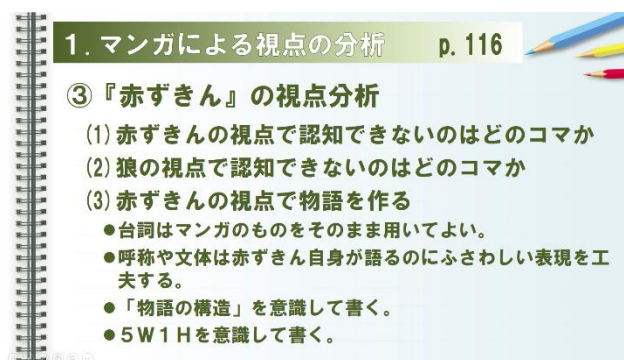 1．マンガによる視点の分析　p.116
③『赤ずきん』の視点分析
(1)赤ずきんの視点で認知できないのはどのコマか
(2)狼の視点で認知できないのはどのコマか
(3)赤ずきんの視点で物語を作る
●台詞はマンガのものをそのまま用いてよい。
●呼称や文体は赤ずきん自身が語るのにふさわしい表現を工
夫する。
●「物語の構造」を意識して書く。
●５Ｗ１Ｈを意識して書く。